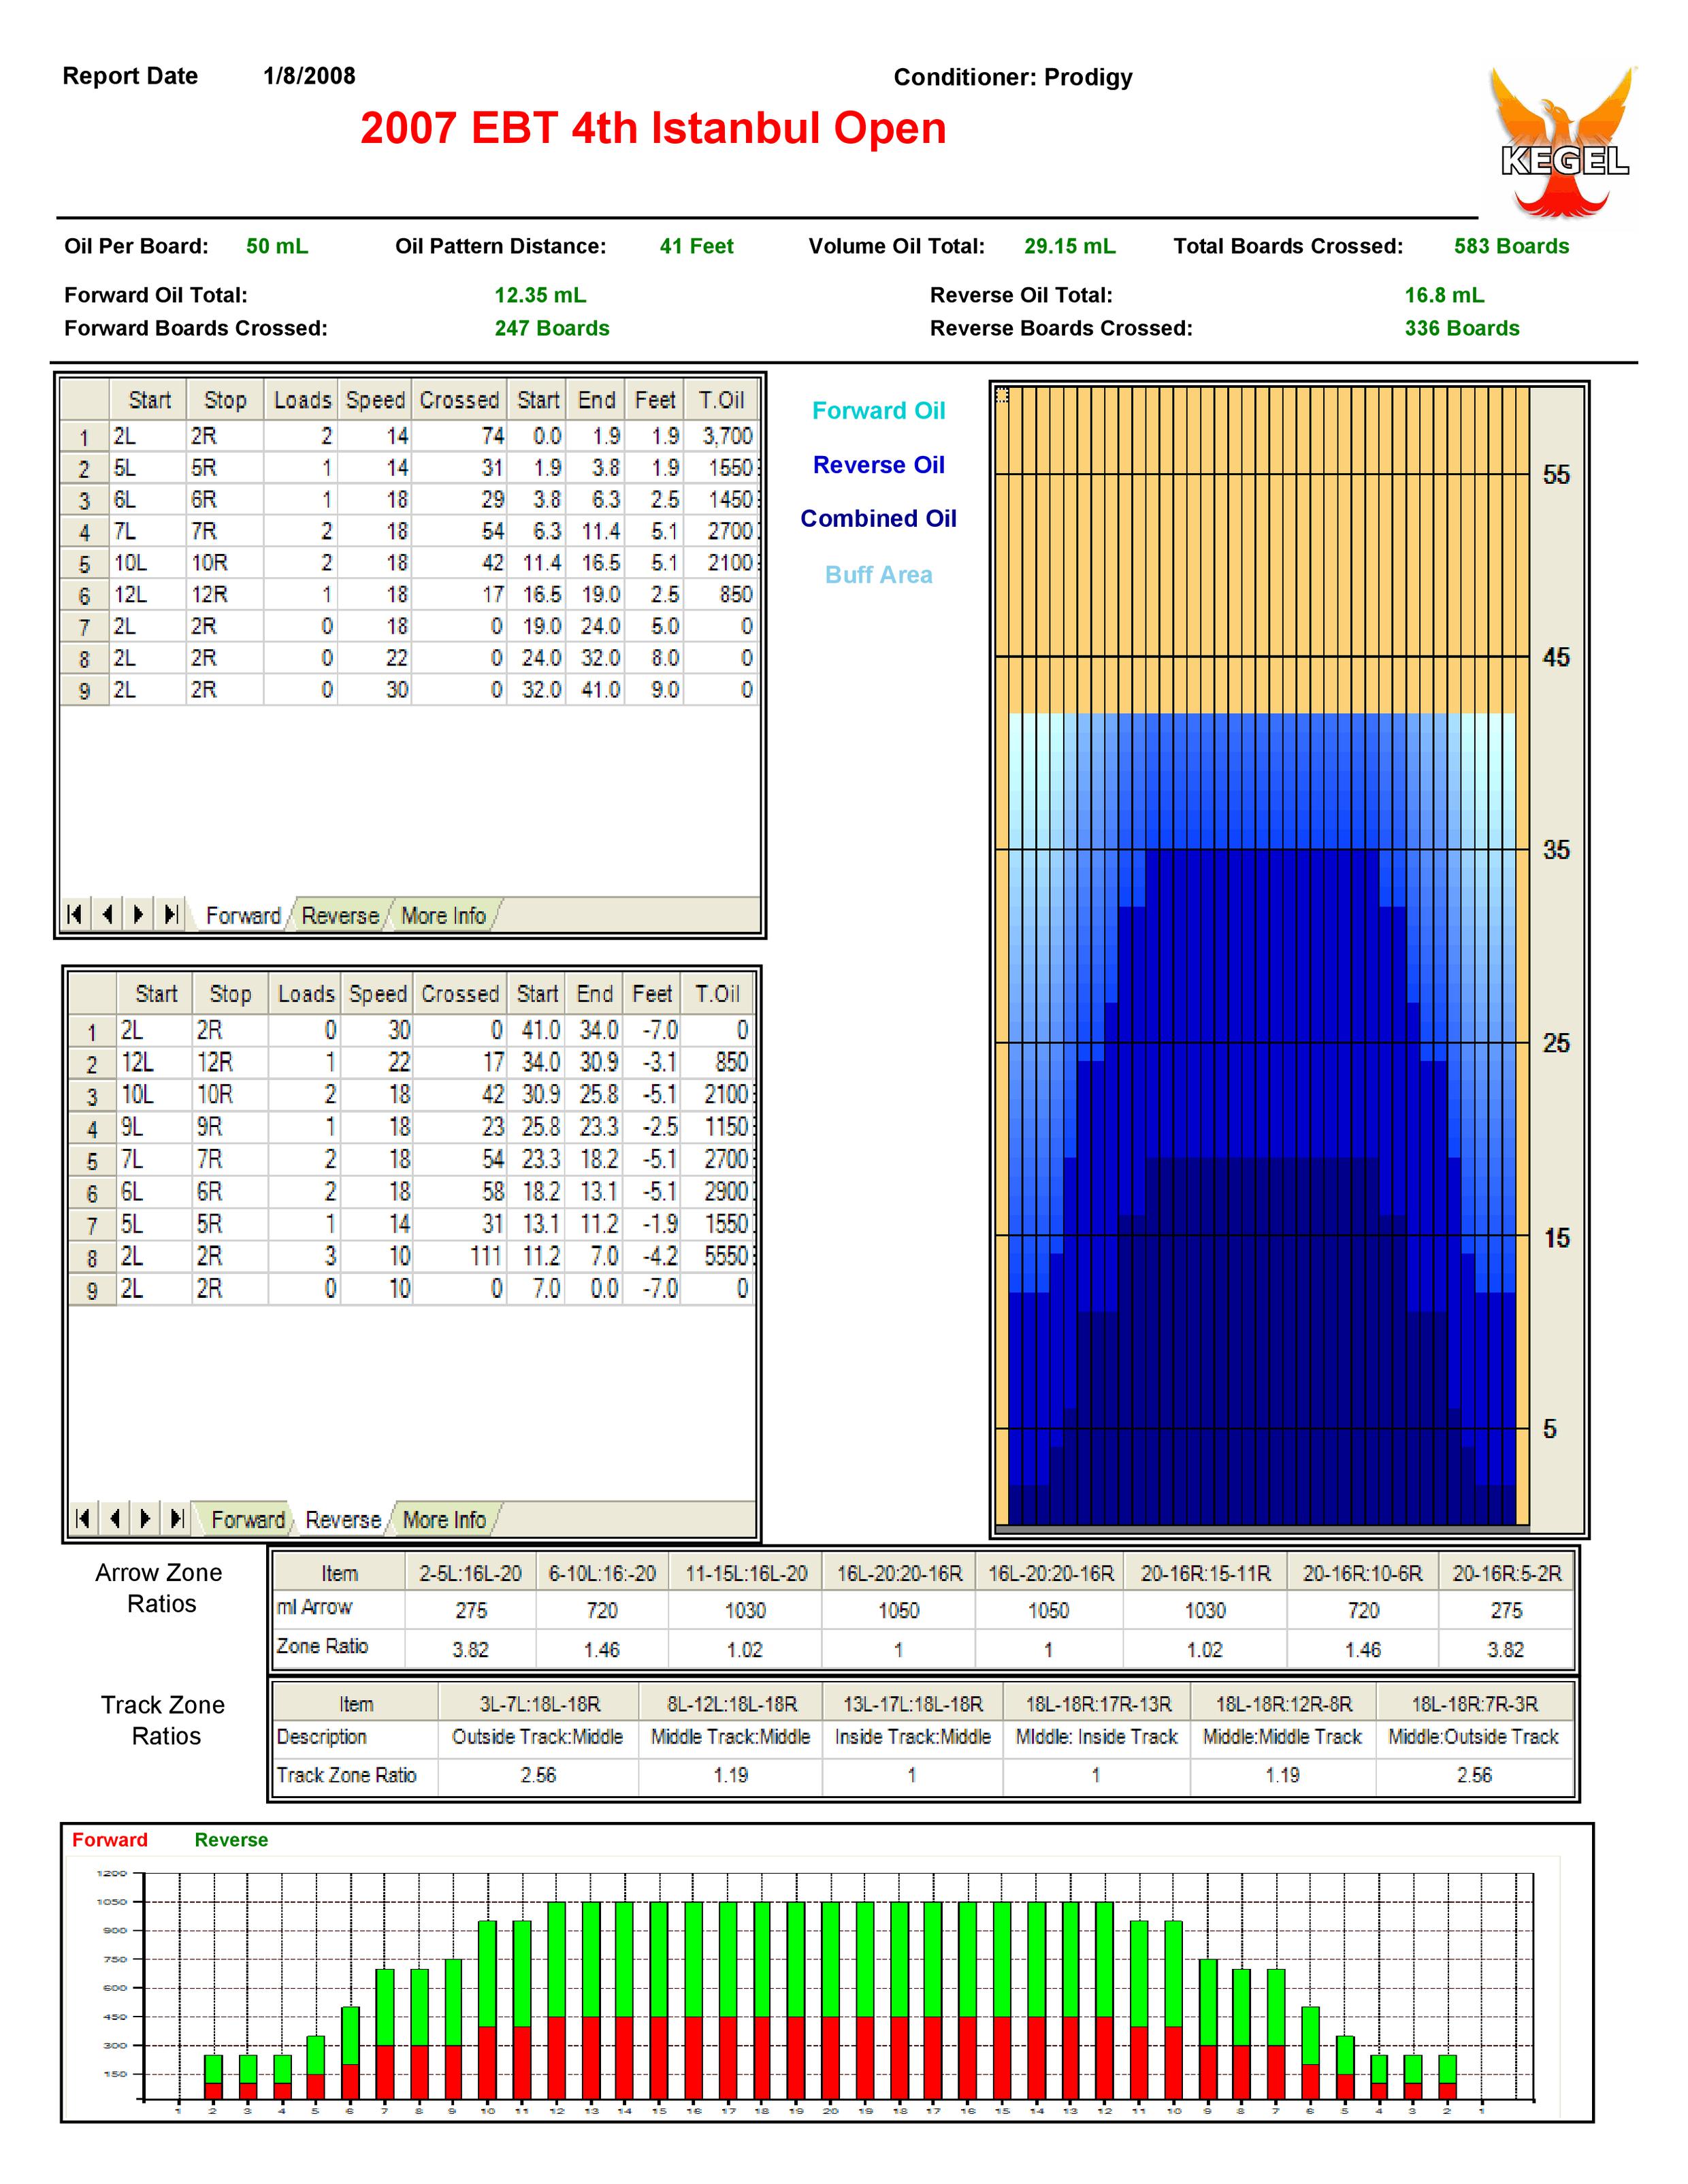 Report Date 1/8/2008 Conditioner: Prodigy
2007 EBT 4th Istanbul Open
KEGEL
Oil Per Board: 50 mL Oil Pattern Distance: 41 Feet Volume Oil Total: 29.15 mL Total Boards Crossed: 583 Boards
Forward Oil Total: 12.35 mL Reverse Oil Total: 16.8 mL
Forward Boards Crossed: 247 Boards Reverse Boards Crossed: 336 Boards
Start Stop Loads Speed Crossed Start End Feet T.Oil
1 2L 2R 2 14 74 0.0 1.9 1.9 3,700
2 5L 5R 1 14 31 1.9 3.8 1.9 1550
3 6L 6R 1 18 29 3.8 6.3 2.5 1450
4 7L 7R 2 18 54 6.3 11.4 5.1 2700
5 10L 10R 2 18 42 11.4 16.5 5.1 2100
6 12L 12R 1 18 17 16.5 19.0 2.5 850
7 2L 2R 0 18 0 19.0 24.0 5.0 0
8 2L 2R 0 22 0 24.0 32.0 8.0 0
9 2L 2R 0 30 0 32.0 41.0 9.0 0
Forward Reverse More Info
Forward Oil
Reverse Oil
Combined Oil
Buff Area
55
45
35
25
15
5
Start Stop Loads Speed Crossed Start End Feet T.Oil
1 2L 2R 0 30 0 41.0 34.0 -7.0 0
2 12L 12R 1 22 17 34.0 30.9 -3.1 850
3 10L 10R 2 18 42 30.9 25.8 -5.1 2100
4 9L 9R 1 18 23 25.8 23.3 -2.5 1150
5 7L 7R 2 18 54 23.3 18.2 -5.1 2700
6 6L 6R 2 18 58 18.2 13.1 -5.1 2900
7 5L 5R 1 14 31 13.1 11.2 -1.9 1550
8 2L 2R 3 10 111 11.2 7.0 -4.2 5550
9 2L 2R 0 10 0 7.0 0.0 -7.0 0
Forward Reverse More Info
Arrow Zone
Ratios
Item 2-5L:16L-20 6-10L:16:-20 11-15L:16L-20 16L-20:20-16R 16L-20:20-16R 20-16R:15-11R 20-16R:10-6R 20-16R:5-2R
ml Arrow 275 720 1030 1050 1050 1030 720 275
Zone Ratio 3.82 1.46 1.02 1 1 1.02 1.46 3.82
Track Zone
Ratios
Item 3L-7L:18L-18R 8L-12L:18L-18R 13L-17L:18L-18R 18L-18R:17R-13R 18L-18R:12R-8R 18L-18R:7R-3R
Description Outside Track:Middle Middle Track:Middle Inside Track:Middle MIddle: Inside Track Middle:Middle Track Middle:Outside Track
Track Zone Ratio 2.56 1.19 1 1 1.19 2.56
Forward Reverse
1200
1050
900
750
600
450
300
150
1 2 3 4 5 6 7 8 9 10 11 12 13 14 15 16 17 18 19 20 19 18 17 16 15 14 13 12 11 10 9 8 7 6 5 4 3 2 1